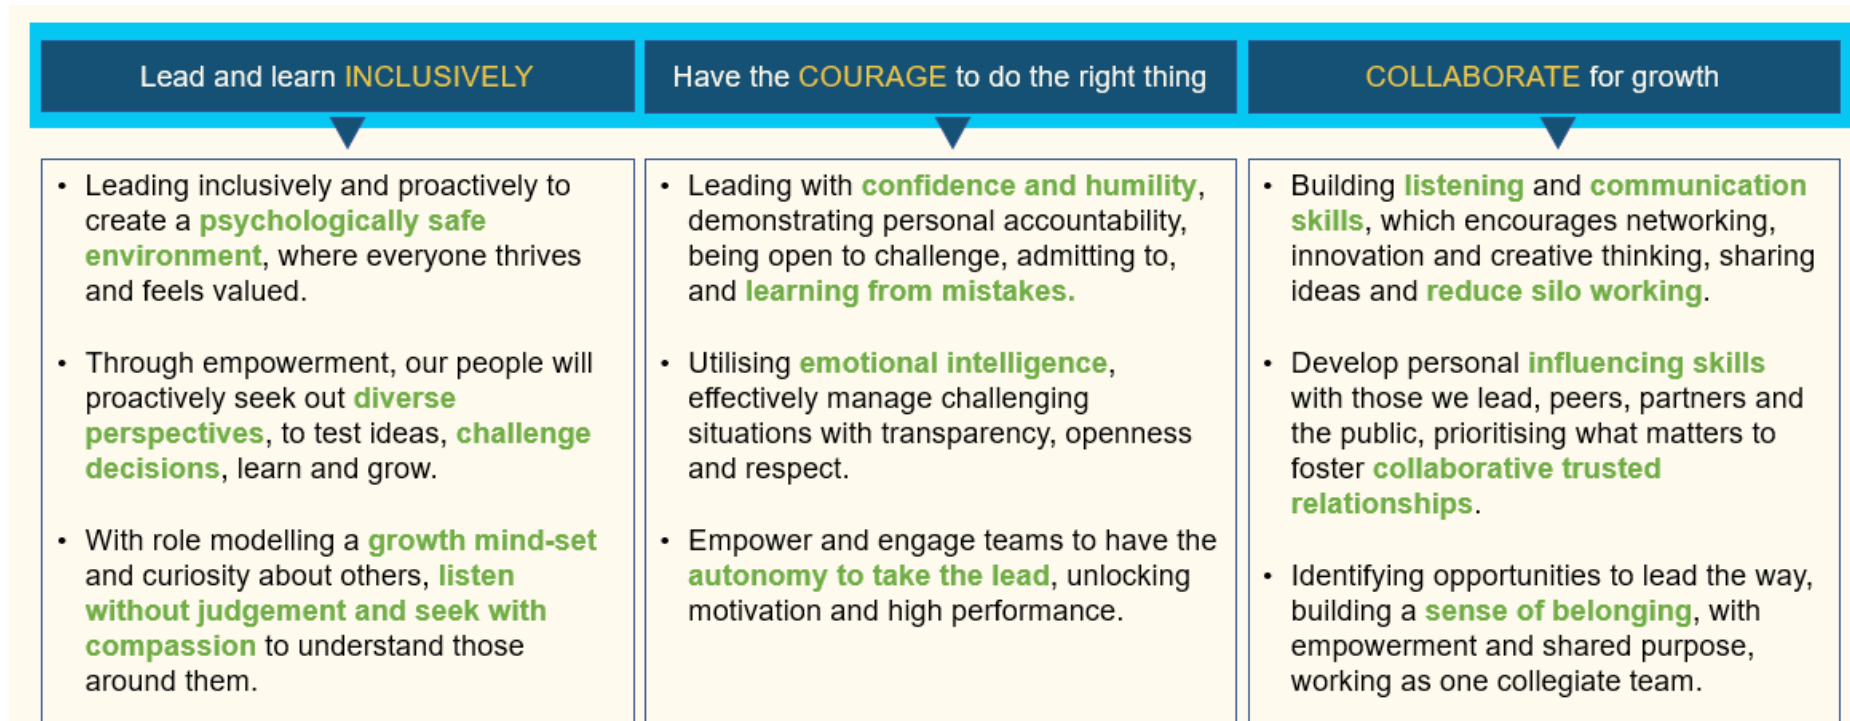 Lead and learn INCLUSIVELY
• Leading inclusively and proactively to
create a psychologically safe
environment, where everyone thrives
and feels valued.
• Through empowerment, our people will
proactively seek out diverse
perspectives, to test ideas, challenge
decisions, learn and grow.
• With role modelling a growth mind-set
and curiosity about others, listen
without judgement and seek with
compassion to understand those
around them.
Have the COURAGE to do the right thing
• Leading with confidence and humility,
demonstrating personal accountability,
being open to challenge, admitting to,
and learning from mistakes.
• Utilising emotional intelligence,
effectively manage challenging
situations with transparency, openness
and respect.
• Empower and engage teams to have the
autonomy to take the lead, unlocking
motivation and high performance.
COLLABORATE for growth
• Building listening and communication
skills, which encourages networking,
innovation and creative thinking, sharing
ideas and reduce silo working.
• Develop personal influencing skills
with those we lead, peers, partners and
the public, prioritising what matters to
foster collaborative trusted
relationships.
• Identifying opportunities to lead the way,
building a sense of belonging, with
empowerment and shared purpose,
working as one collegiate team.